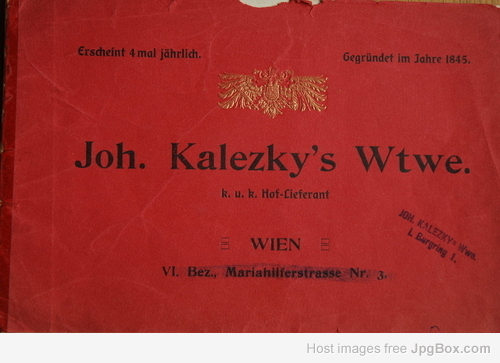 Erscheint 4 mal jährlich.
Gegründet im Jahre 1845.
Joh. Kalezky's Wtwe.
k. u. k. Hof-Lieferant
WIEN
VI. Bez., Mariahilferstrasse Nr. 3.
JOH. KALEZKY's Wwe.
I. Burgring 1.
Host images free JpgBox.com